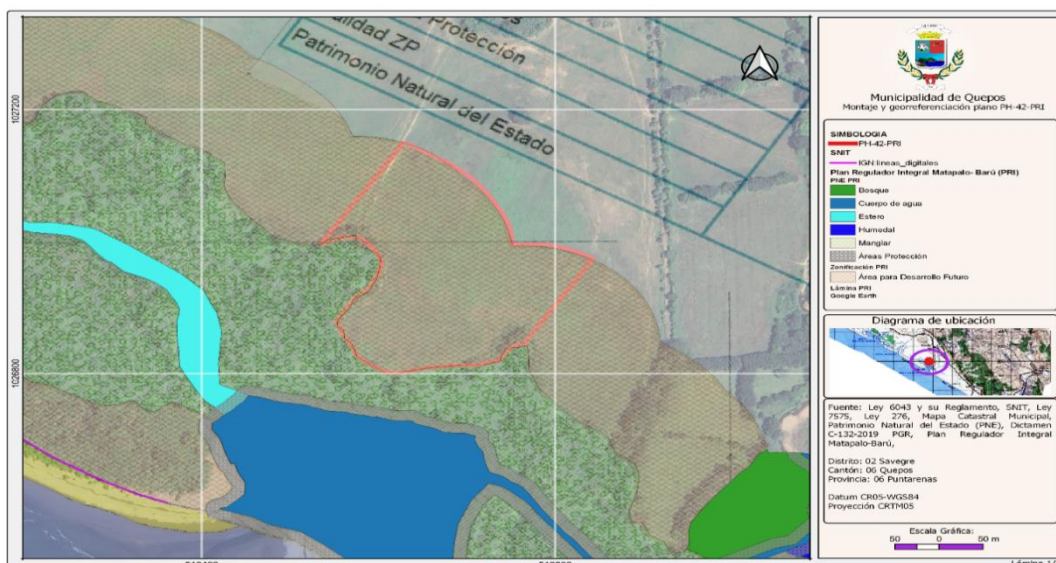 Protección
alidad ZP
Patrimonio Natural del Estado
1027200
1026800
Municipalidad de Quepos
Montaje y georreferenciación plano PH-42-PRI
SIMBOLOGIA
PH-42-PRI
SNIT
IGN:lineas_digitales
Plan Regulador Integral Matapalo- Barú (PRI)
PNE PRI
Bosque
Cuerpo de agua
Estero
Humedal
Manglar
Áreas Protección
Zonificación PRI
Área para Desarrollo Futuro
Lámina PRI
Google Earth
Diagrama de ubicación
Fuente: Ley 6043 y su Reglamento, SNIT, Ley
7575, Ley 276, Mapa Catastral Municipal,
Patrimonio Natural del Estado (PNE), Dictamen
C-132-2019 PGR, Plan Regulador Integral
Matapalo-Barú,
Distrito: 02 Savegre
Cantón: 06 Quepos
Provincia: 06 Puntarenas
Datum CR05-WGS84
Proyección CRTM05
Escala Gráfica:
50 0 50 m